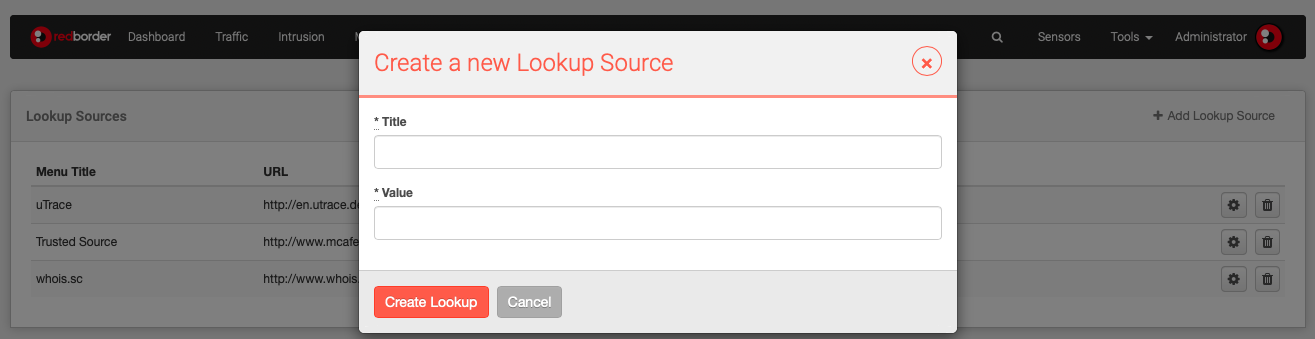 redborder Dashboard Traffic Intrusion Sensors Tools Administrator
Create a new Lookup Source
Lookup Sources
Add Lookup Source
* Title
Menu Title URL
uTrace http://en.utrace.d
* Value
Trusted Source http://www.mcafe
whois.sc http://www.whois.
Create Lookup Cancel